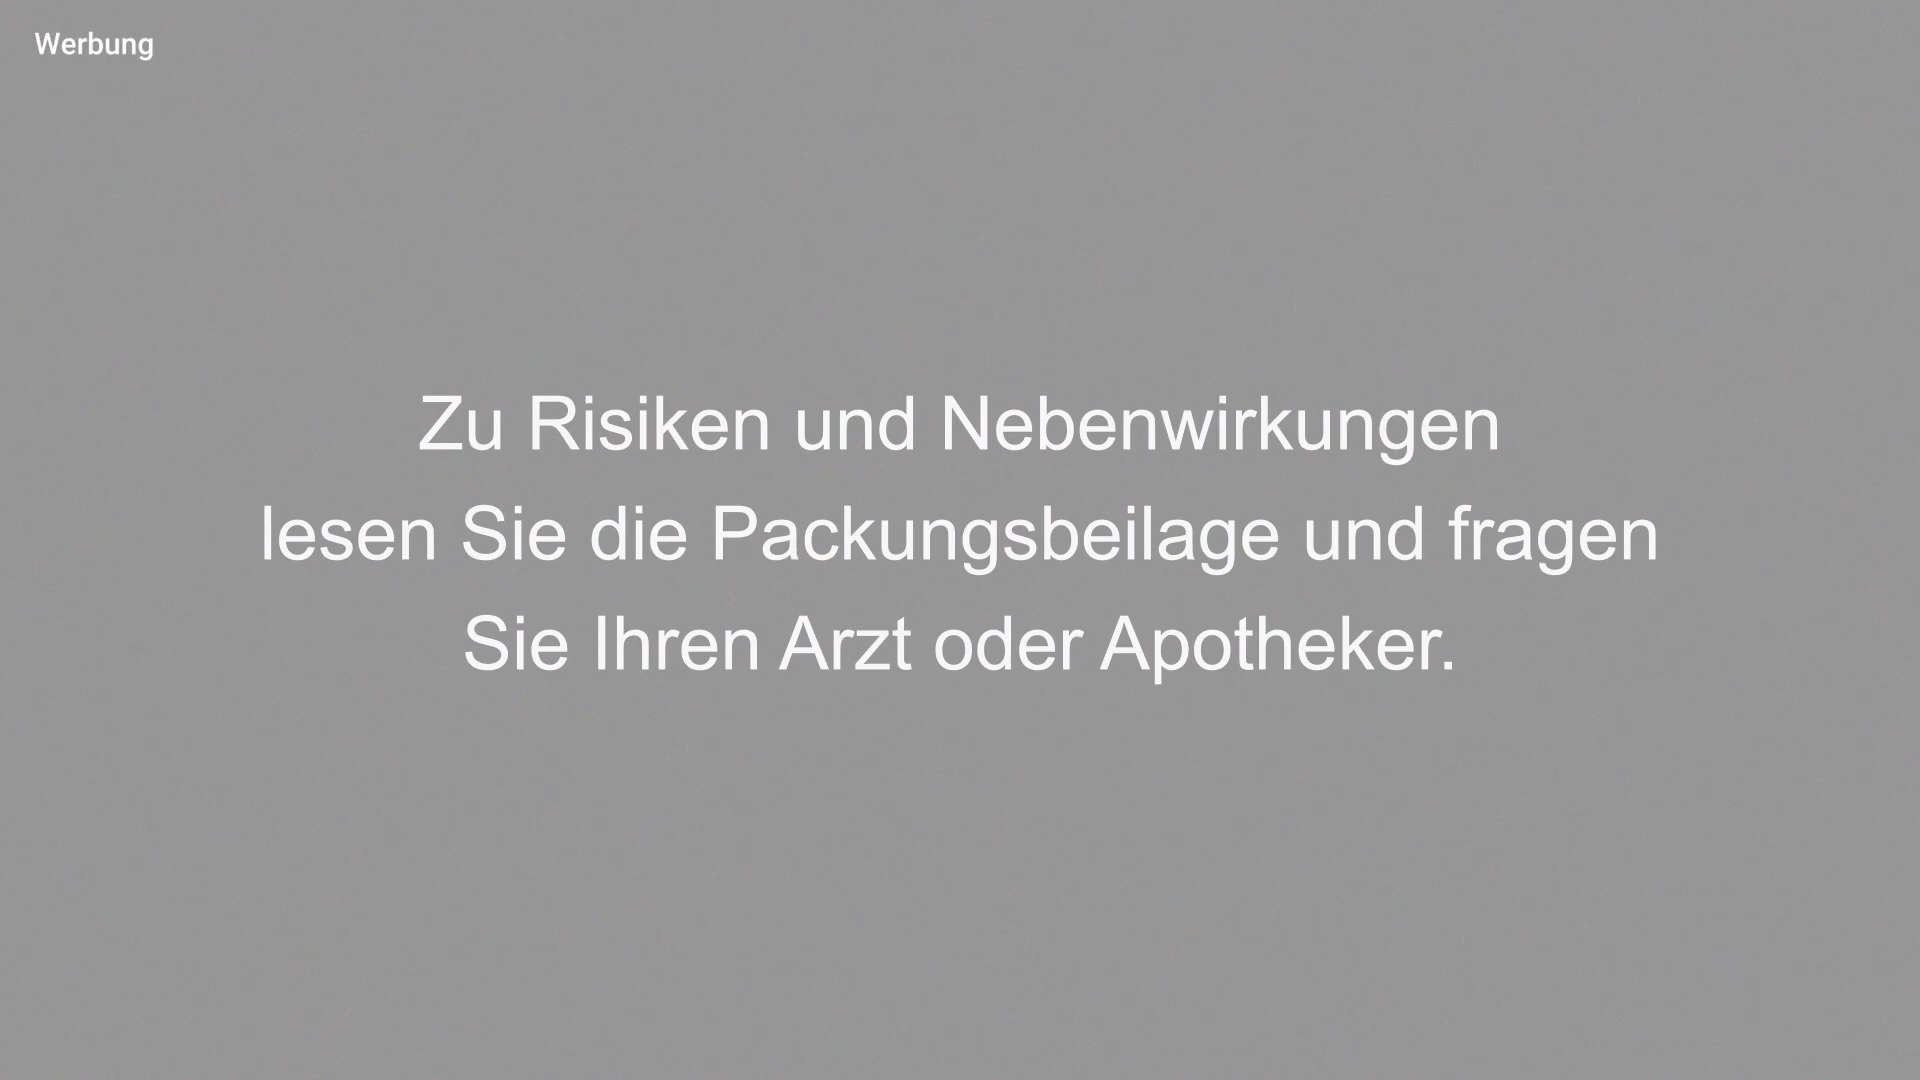 Werbung
Zu Risiken und Nebenwirkungen
lesen Sie die Packungsbeilage und fragen
Sie Ihren Arzt oder Apotheker.